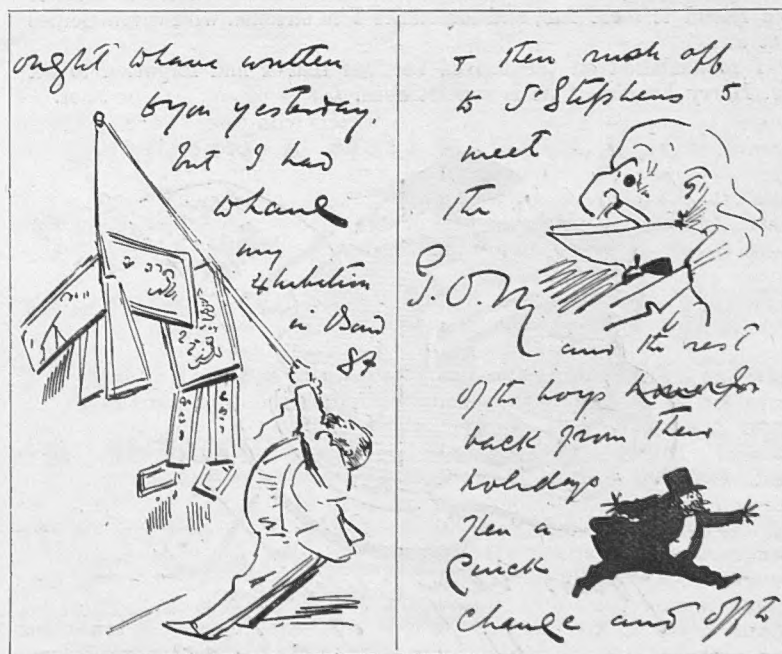 ought to have written
to you yesterday.
but I had
to have
my
Exhibition
in Bond
St
& then rush off
to St Stephens to
meet
the
G.O.M
and the rest
of the boys
back from their
holidays
then a
quick
change and off to